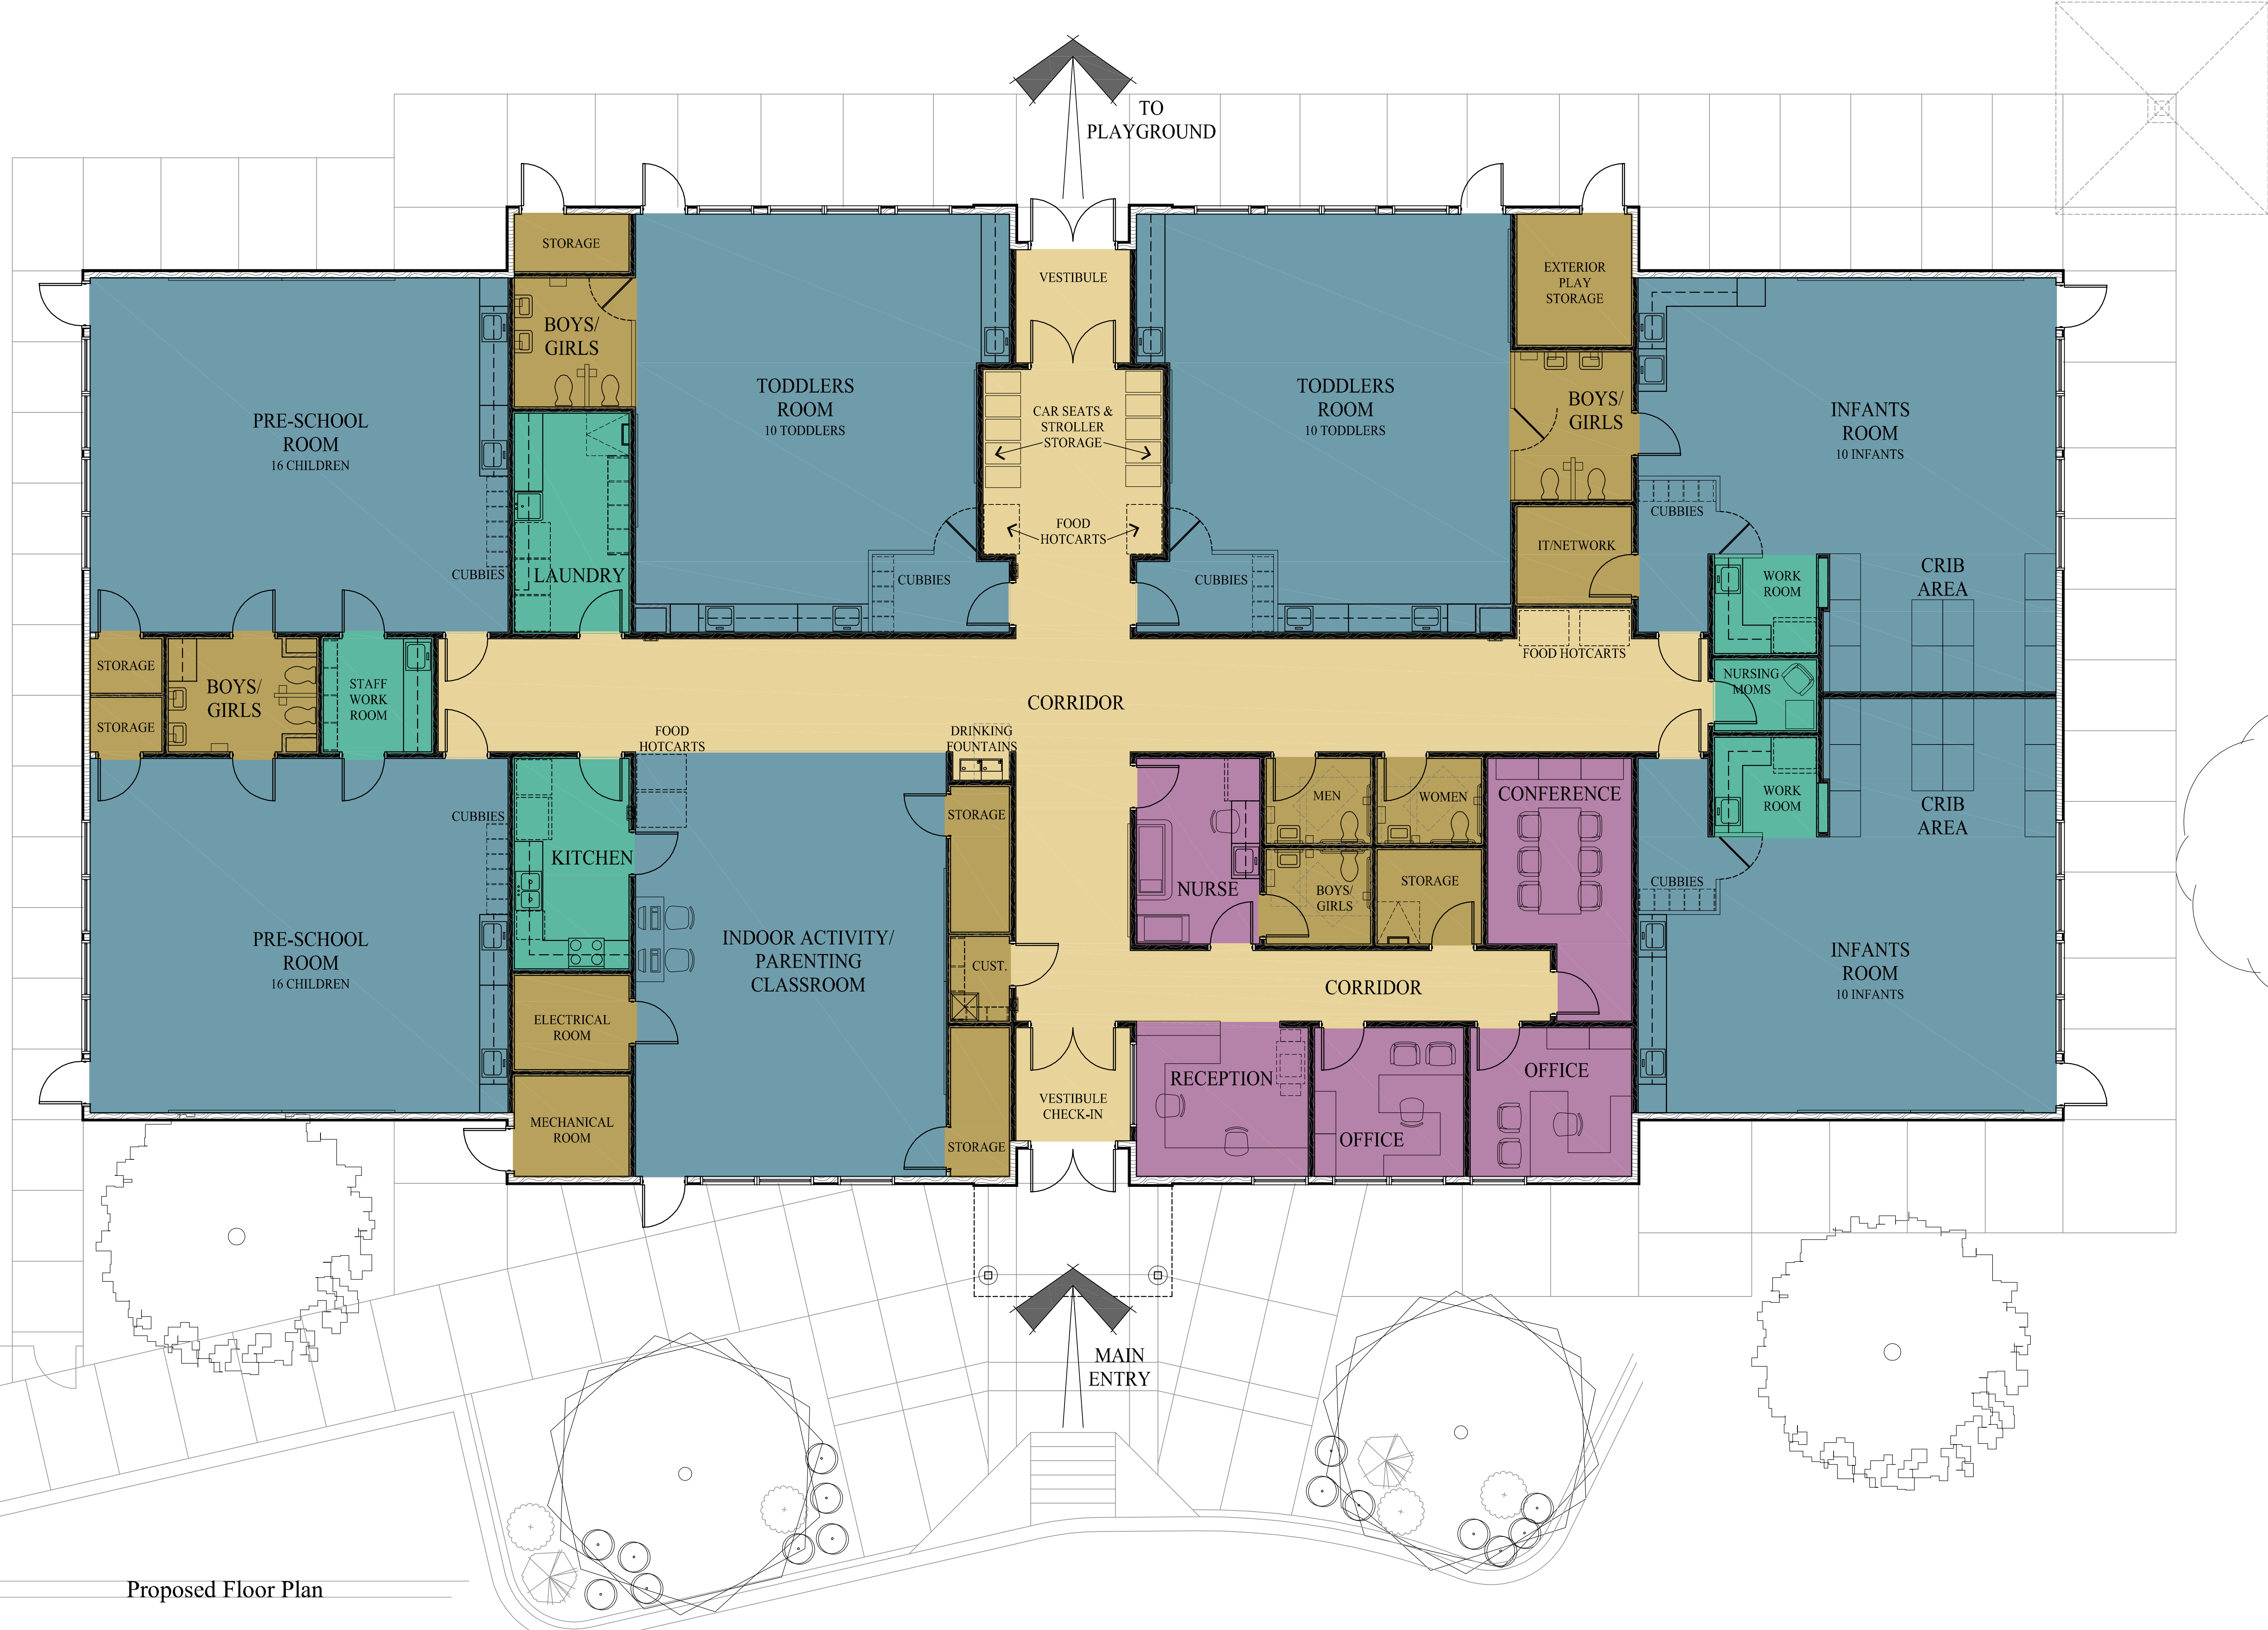 TO
PLAYGROUND
STORAGE
VESTIBULE
EXTERIOR
PLAY
STORAGE
BOYS/
GIRLS
TODDLERS
ROOM
10 TODDLERS
CAR SEATS &
STROLLER
STORAGE
TODDLERS
ROOM
10 TODDLERS
BOYS/
GIRLS
INFANTS
ROOM
10 INFANTS
PRE-SCHOOL
ROOM
16 CHILDREN
CUBBIES
FOOD
HOTCARTS
IT/NETWORK
CUBBIES
LAUNDRY
CUBBIES
CUBBIES
WORK
ROOM
CRIB
AREA
STORAGE
BOYS/
GIRLS
STAFF
WORK
ROOM
STORAGE
CORRIDOR
FOOD HOTCARTS
NURSING
MOMS
FOOD
HOTCARTS
DRINKING
FOUNTAINS
CUBBIES
KITCHEN
STORAGE
NURSE
MEN
WOMEN
CONFERENCE
WORK
ROOM
CRIB
AREA
BOYS/
GIRLS
STORAGE
CUBBIES
PRE-SCHOOL
ROOM
16 CHILDREN
INDOOR ACTIVITY/
PARENTING
CLASSROOM
CUST.
CORRIDOR
INFANTS
ROOM
10 INFANTS
ELECTRICAL
ROOM
MECHANICAL
ROOM
STORAGE
VESTIBULE
CHECK-IN
RECEPTION
OFFICE
OFFICE
MAIN
ENTRY
Proposed Floor Plan